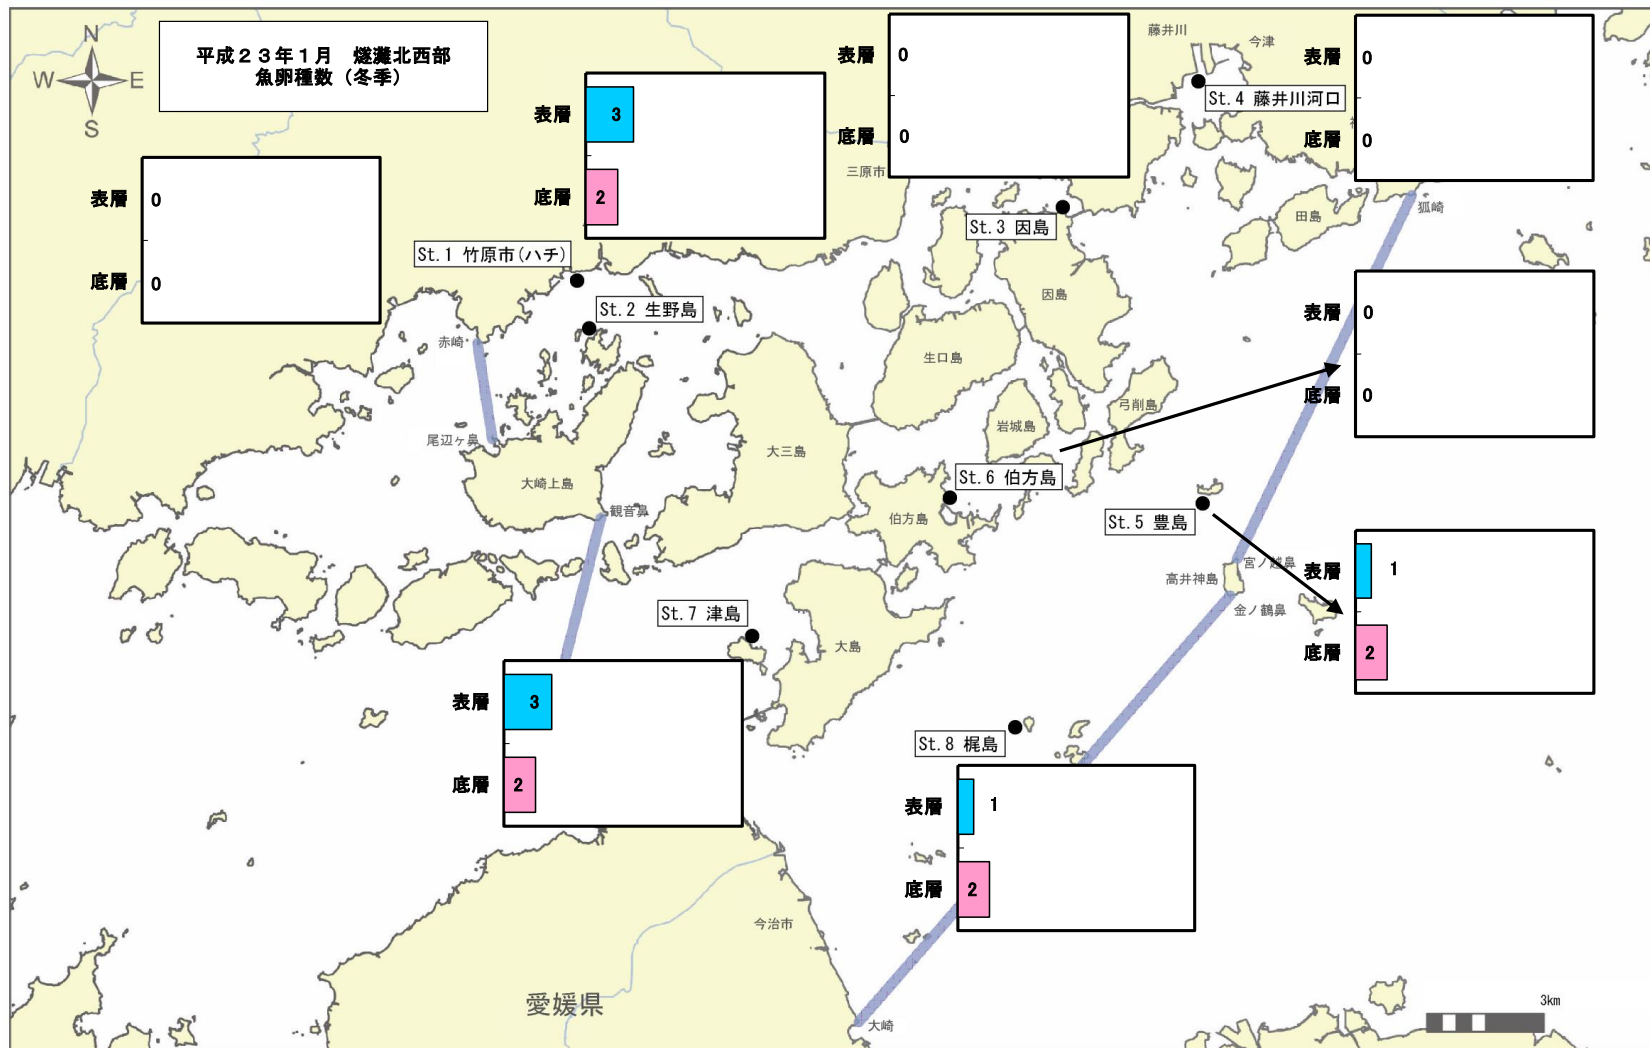 平成２３年１月　燧灘北西部
魚卵種数（冬季）
N
W
E
S
表層
0
底層
0
表層
3
底層
2
表層
0
底層
0
表層
0
底層
0
藤井川
今津
St.4 藤井川河口
三原市
St.3 因島
田島
狐崎
St.1 竹原市(ハチ)
St.2 生野島
赤崎
因島
生口島
表層
0
底層
0
弓削島
岩城島
尾辺ヶ鼻
大三島
大崎上島
St.6 伯方島
観音鼻
伯方島
St.5 豊島
宮ノ越鼻
高井神島
金ノ鶴鼻
表層
1
底層
2
St.7 津島
大島
表層
3
底層
2
St.8 梶島
表層
1
底層
2
今治市
愛媛県
大崎
3km